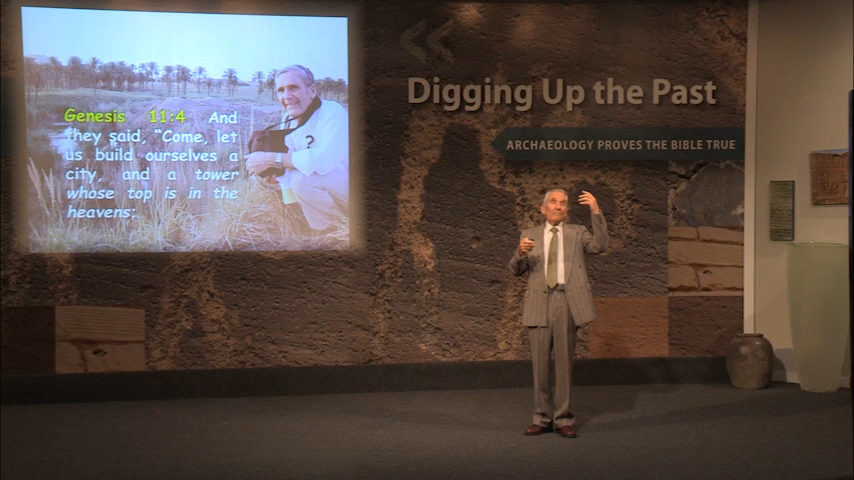 Genesis 11:4 And
they said, "Come, let
us build ourselves a
city, and a tower
whose top is in the
heavens;
?
Digging Up the Past
ARCHAEOLOGY PROVES THE BIBLE TRUE